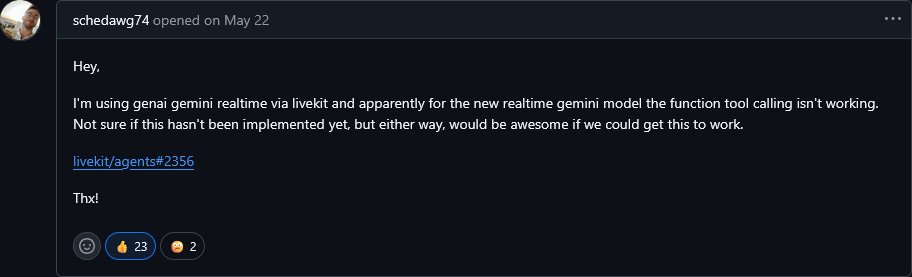 schedawg74 opened on May 22
Hey,
I'm using genai gemini realtime via livekit and apparently for the new realtime gemini model the function tool calling isn't working.
Not sure if this hasn't been implemented yet, but either way, would be awesome if we could get this to work.
livekit/agents#2356
Thx!
👍 23 😕 2